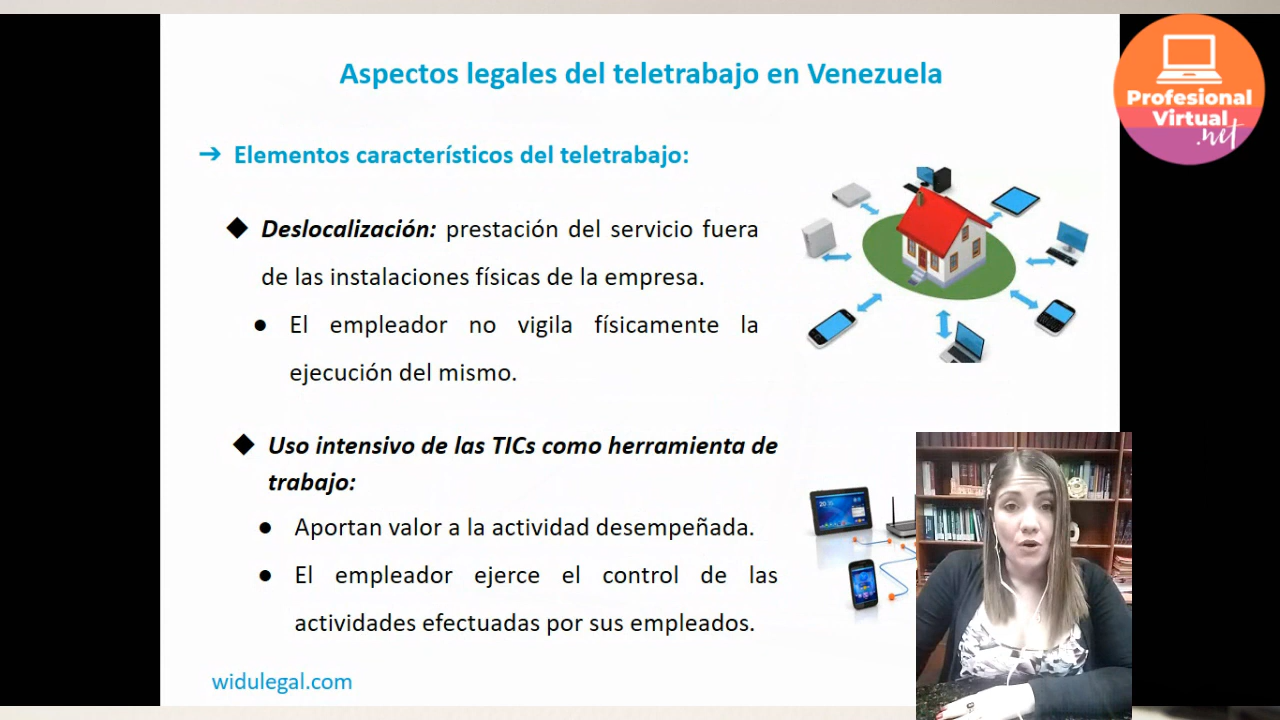 Aspectos legales del teletrabajo en Venezuela
Profesional
Virtual
.net
➔ Elementos característicos del teletrabajo:
◆ Deslocalización: prestación del servicio fuera
de las instalaciones físicas de la empresa.
● El empleador no vigila físicamente la
ejecución del mismo.
◆ Uso intensivo de las TICs como herramienta de
trabajo:
● Aportan valor a la actividad desempeñada.
● El empleador ejerce el control de las
actividades efectuadas por sus empleados.
widulegal.com